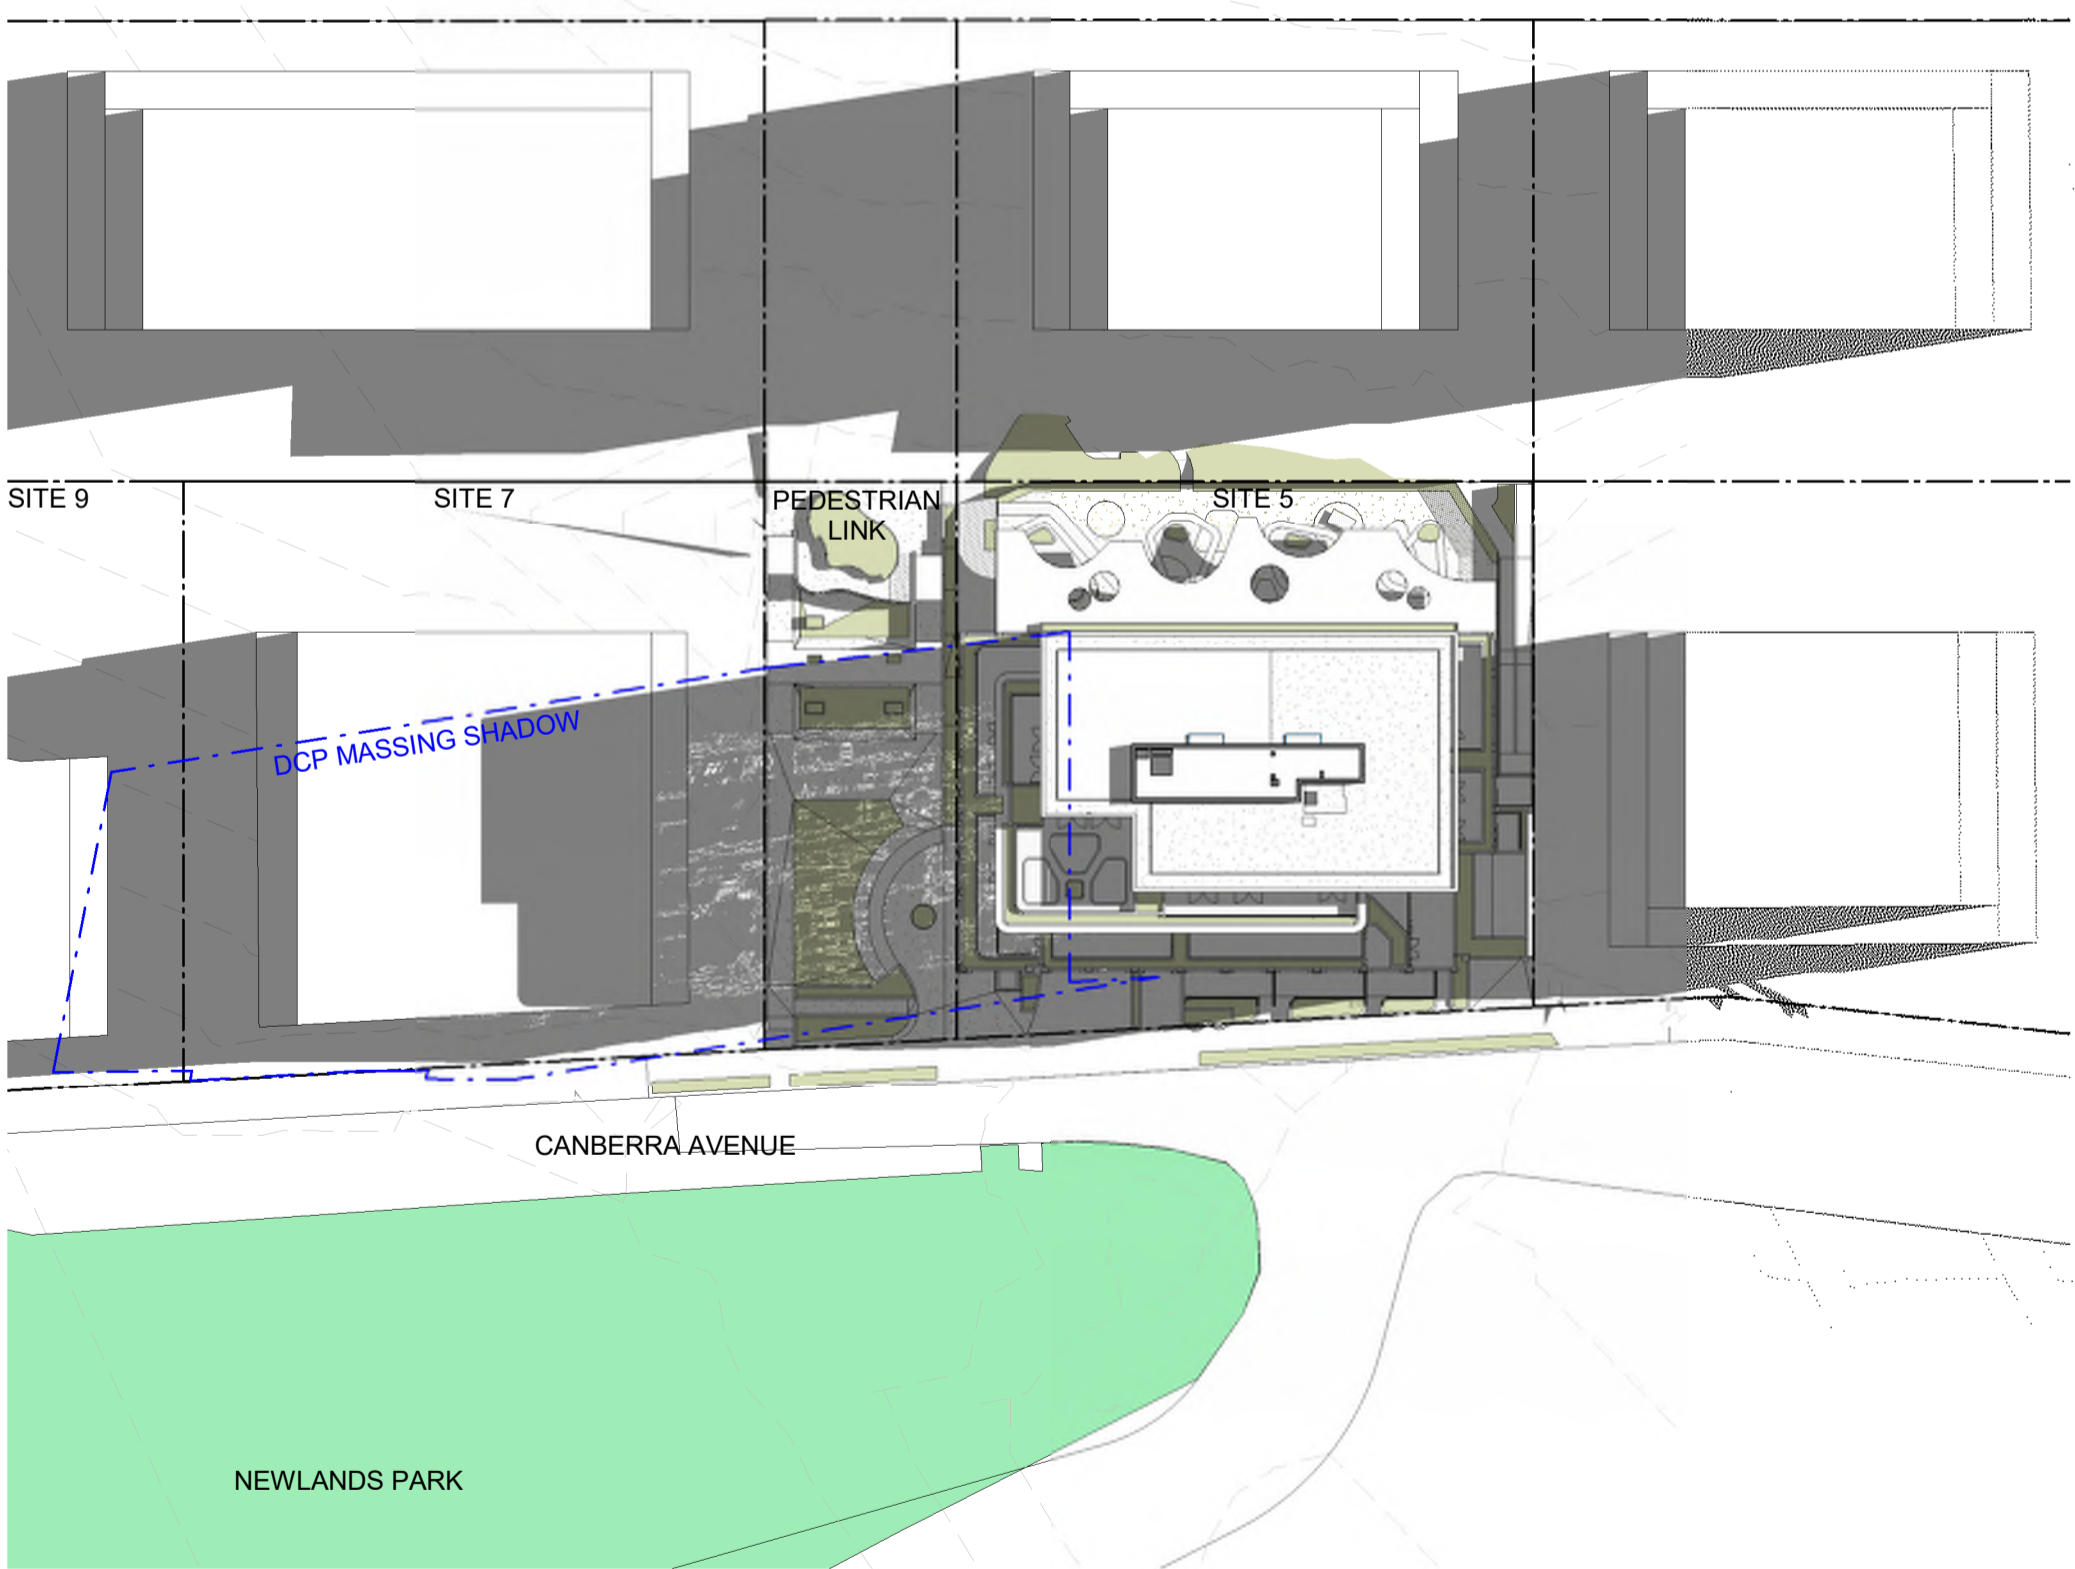 SITE 9
SITE 7
PEDESTRIAN
LINK
SITE 5
DCP MASSING SHADOW
CANBERRA AVENUE
NEWLANDS PARK